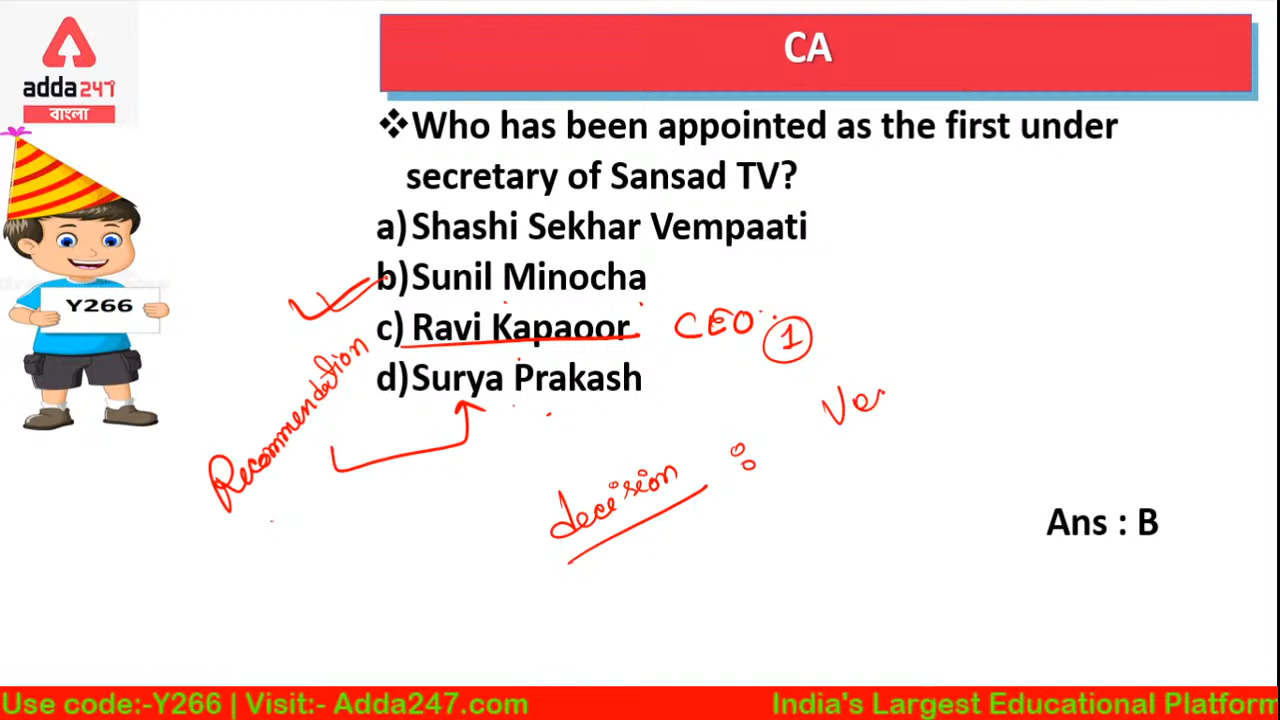 adda247
বাংলা
CA
❖Who has been appointed as the first under
secretary of Sansad TV?
a)Shashi Sekhar Vempaati
b)Sunil Minocha
c) Ravi Kapaoor CEO 1
d)Surya Prakash
Y266
Recommendation
decision :
Ans : B
Use code:-Y266 | Visit:- Adda247.com
India's Largest Educational Platform